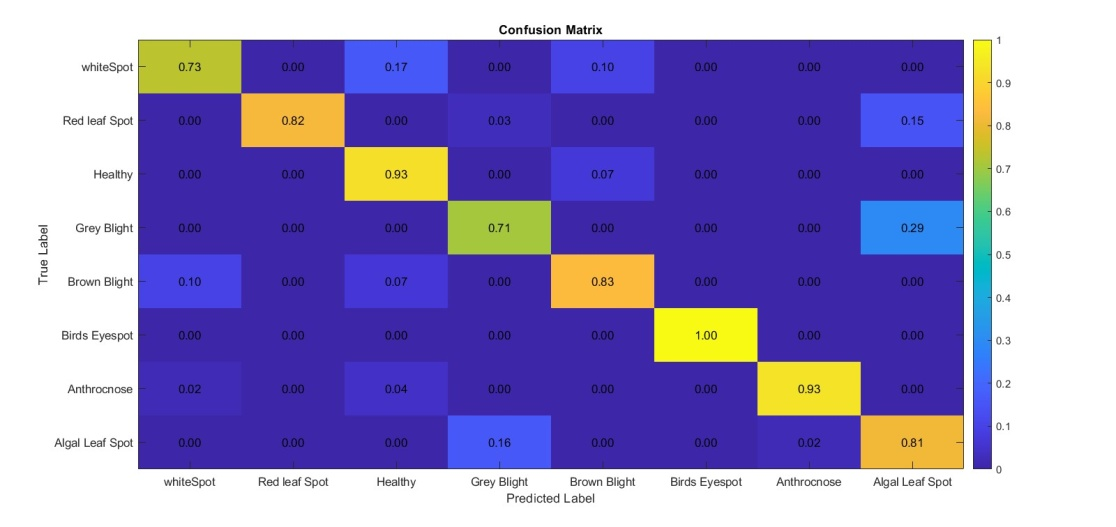 Confusion Matrix
whiteSpot 0.73 0.00 0.17 0.00 0.10 0.00 0.00 0.00
Red leaf Spot 0.00 0.82 0.00 0.03 0.00 0.00 0.00 0.15
Healthy 0.00 0.00 0.93 0.00 0.07 0.00 0.00 0.00
Grey Blight 0.00 0.00 0.00 0.71 0.00 0.00 0.00 0.29
Brown Blight 0.10 0.00 0.07 0.00 0.83 0.00 0.00 0.00
Birds Eyespot 0.00 0.00 0.00 0.00 0.00 1.00 0.00 0.00
Anthrocnose 0.02 0.00 0.04 0.00 0.00 0.00 0.93 0.00
Algal Leaf Spot 0.00 0.00 0.00 0.16 0.00 0.00 0.02 0.81
whiteSpot Red leaf Spot Healthy Grey Blight Brown Blight Birds Eyespot Anthrocnose Algal Leaf Spot
Predicted Label
True Label
1
0.9
0.8
0.7
0.6
0.5
0.4
0.3
0.2
0.1
0